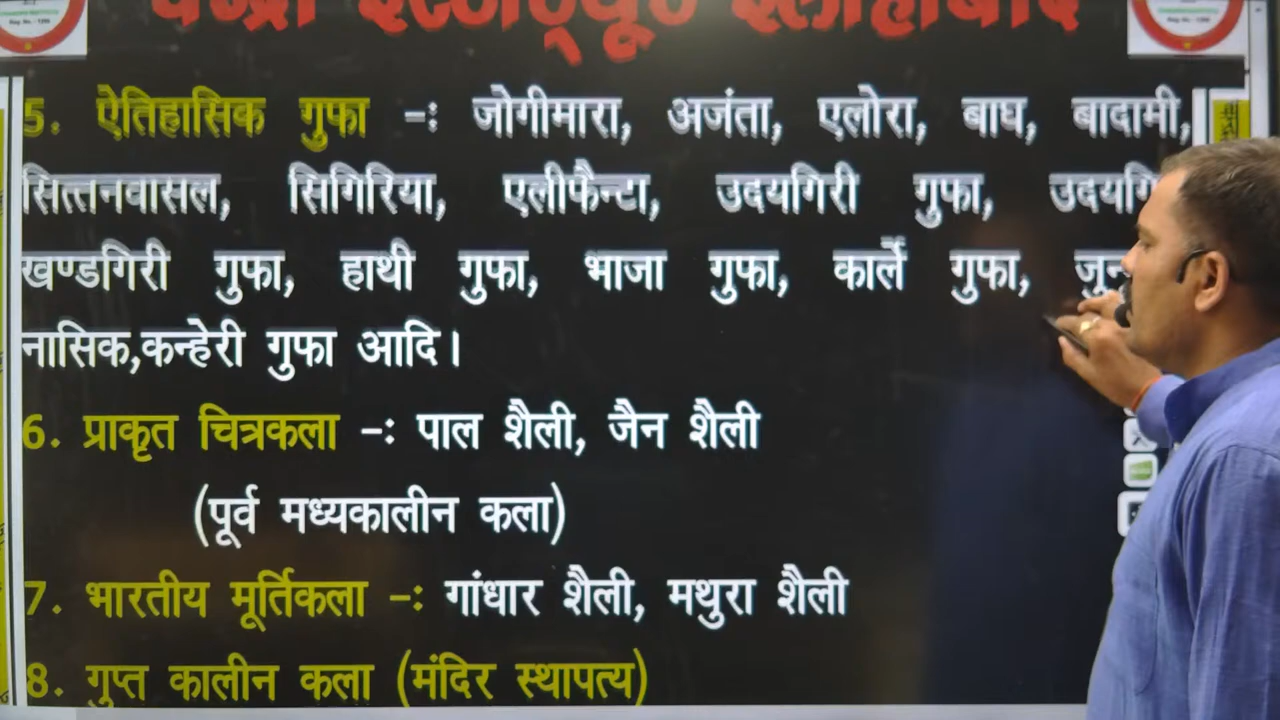 5. ऐतिहासिक गुफा -: जोगीमारा, अजंता, एलोरा, बाघ, बादामी,
सित्तनवासल, सिगिरिया, एलीफैन्टा, उदयगिरी गुफा,
खण्डगिरी गुफा, हाथी गुफा, भाजा गुफा, कार्ले गुफा,
नासिक,कन्हेरी गुफा आदि।
6. प्राकृत चित्रकला -: पाल शैली, जैन शैली
(पूर्व मध्यकालीन कला)
7. भारतीय मूर्तिकला -: गांधार शैली, मथुरा शैली
8. गुप्त कालीन कला (मंदिर स्थापत्य)